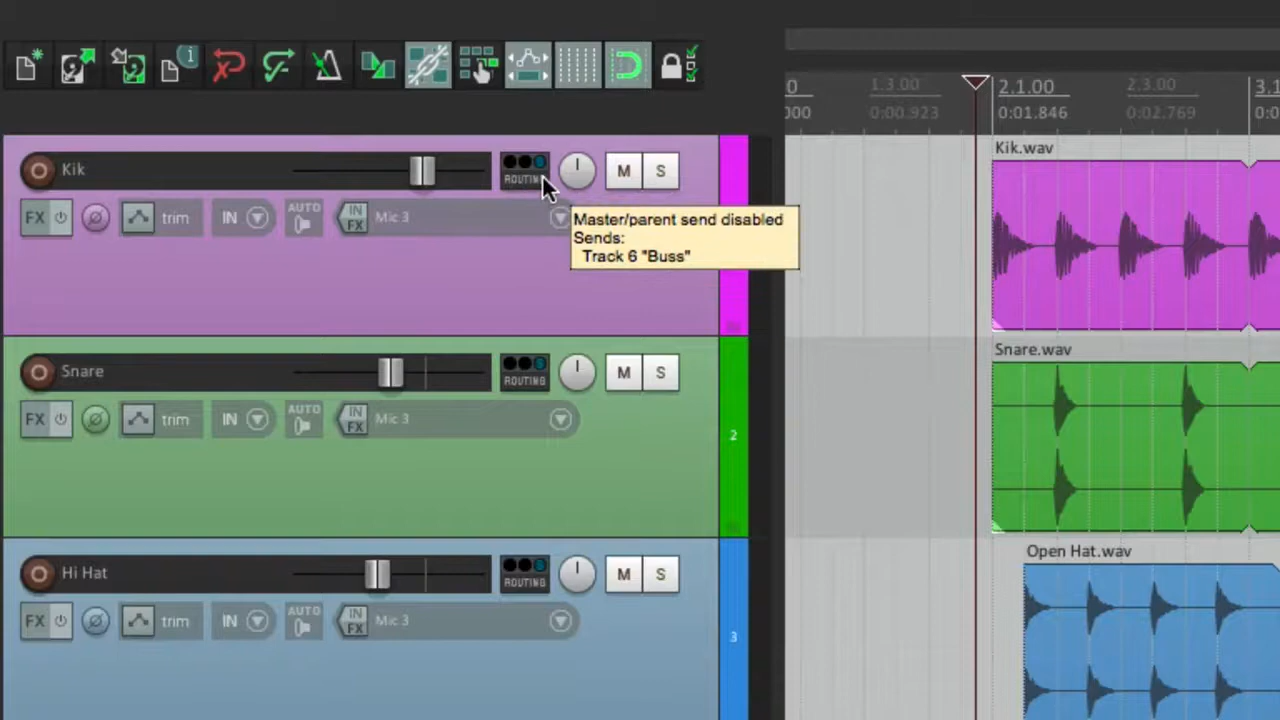 0 1.3.00 2.1.00 2.3.00 3.1
000 0:00.923 0:01.846 0:02.769 0:0
Kik ROUTING M S
FX trim IN AUTO IN FX Mic 3
Master/parent send disabled
Sends:
Track 6 "Buss"
Kik.wav
Snare ROUTING M S
FX trim IN AUTO IN FX Mic 3
2
Snare.wav
Hi Hat ROUTING M S
FX trim IN AUTO IN FX Mic 3
3
Open Hat.wav